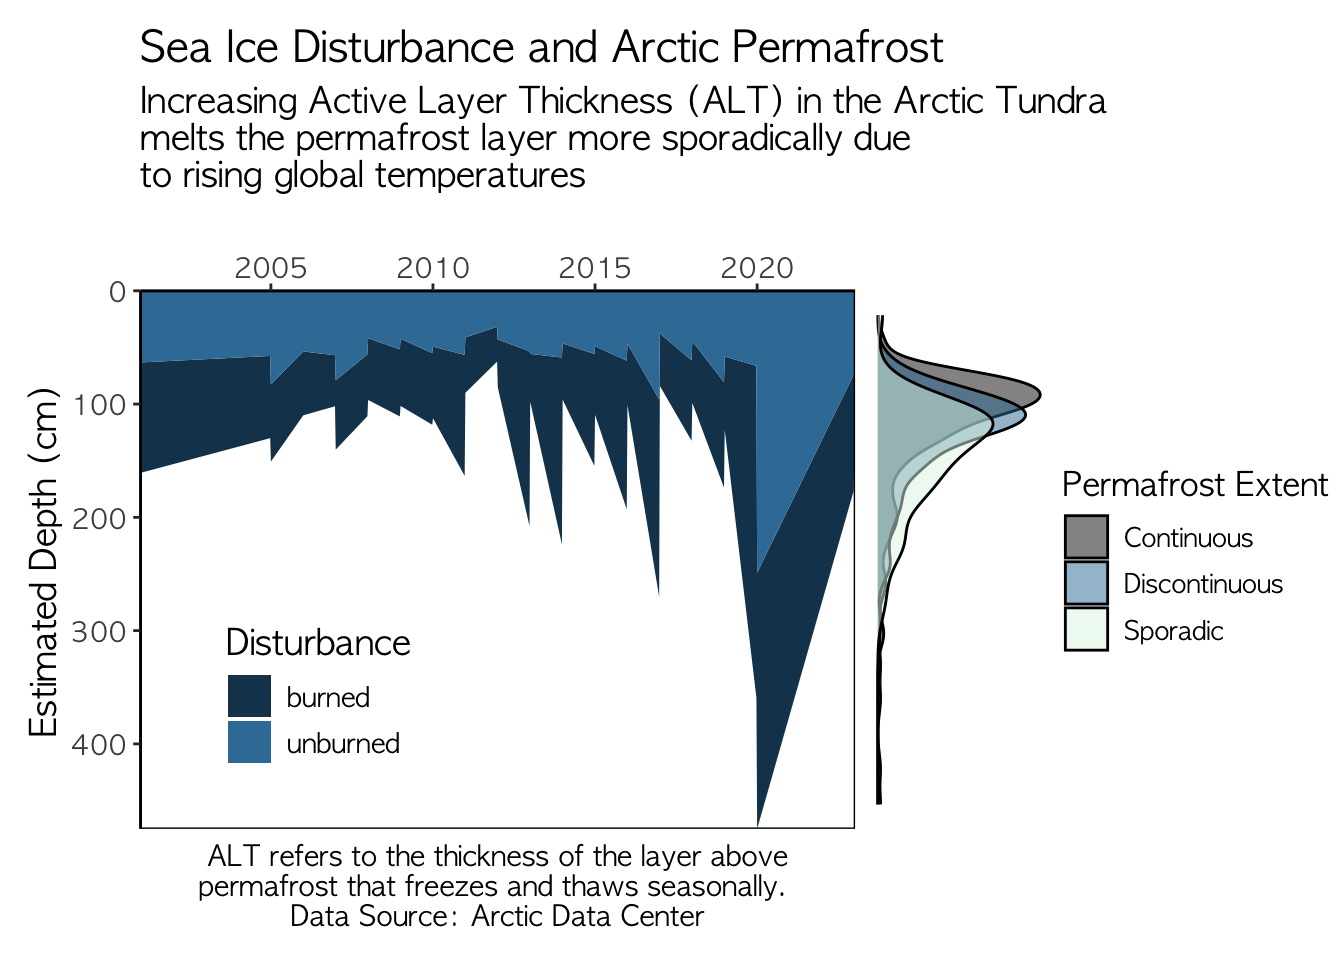 Sea Ice Disturbance and Arctic Permafrost
Increasing Active Layer Thickness (ALT) in the Arctic Tundra
melts the permafrost layer more sporadically due
to rising global temperatures
2005 2010 2015 2020
0
100
200
300
400
Estimated Depth (cm)
Disturbance
burned
unburned
Permafrost Extent
Continuous
Discontinuous
Sporadic
ALT refers to the thickness of the layer above
permafrost that freezes and thaws seasonally.
Data Source: Arctic Data Center